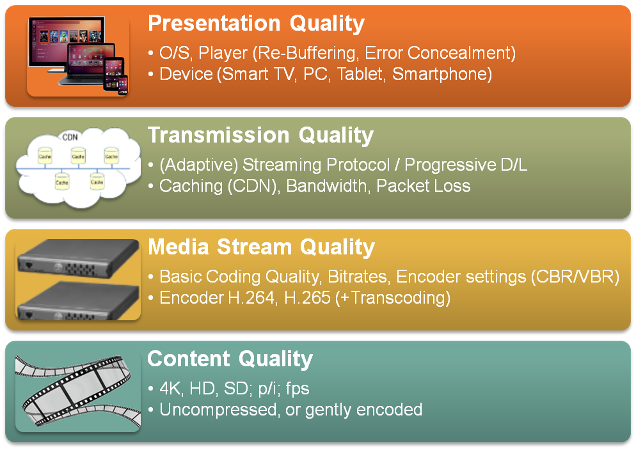 Presentation Quality
• O/S, Player (Re-Buffering, Error Concealment)
• Device (Smart TV, PC, Tablet, Smartphone)
CDN
Cache Cache Cache
Cache Cache
Transmission Quality
• (Adaptive) Streaming Protocol / Progressive D/L
• Caching (CDN), Bandwidth, Packet Loss
Media Stream Quality
• Basic Coding Quality, Bitrates, Encoder settings (CBR/VBR)
• Encoder H.264, H.265 (+Transcoding)
Content Quality
• 4K, HD, SD; p/i; fps
• Uncompressed, or gently encoded